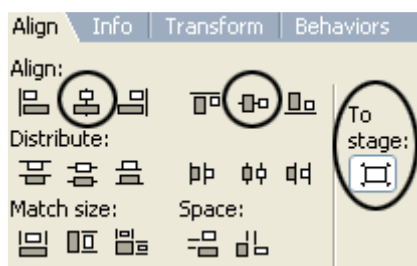 Align Info Transform Behaviors
Align:
To
stage:
Distribute:
Match size: Space: